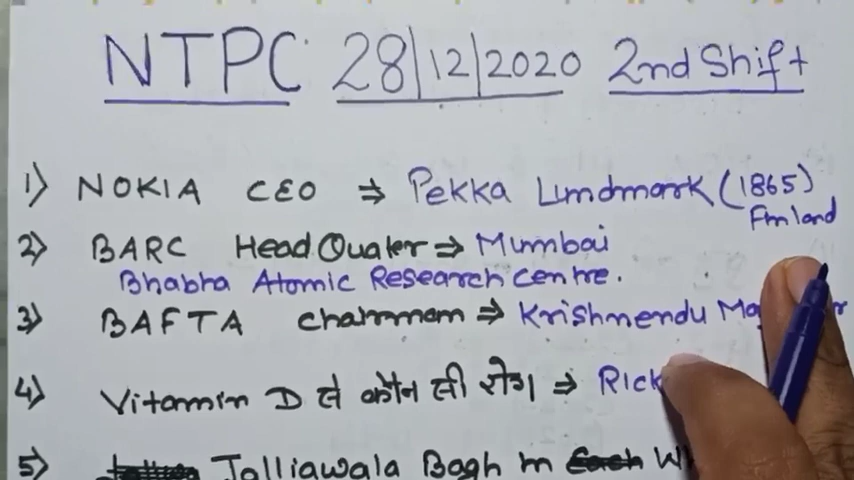 NTPC 28/12/2020 2nd Shift
1) NOKIA CEO ⇒ Pekka Lundmark (1865)
Finland
2) BARC Head Quater ⇒ Mumbai
Bhabha Atomic Research Centre.
3) BAFTA Chairman ⇒ Krishnendu
4) Vitamin D से कौन सी रोग ⇒
5) Jalliawala Bagh in